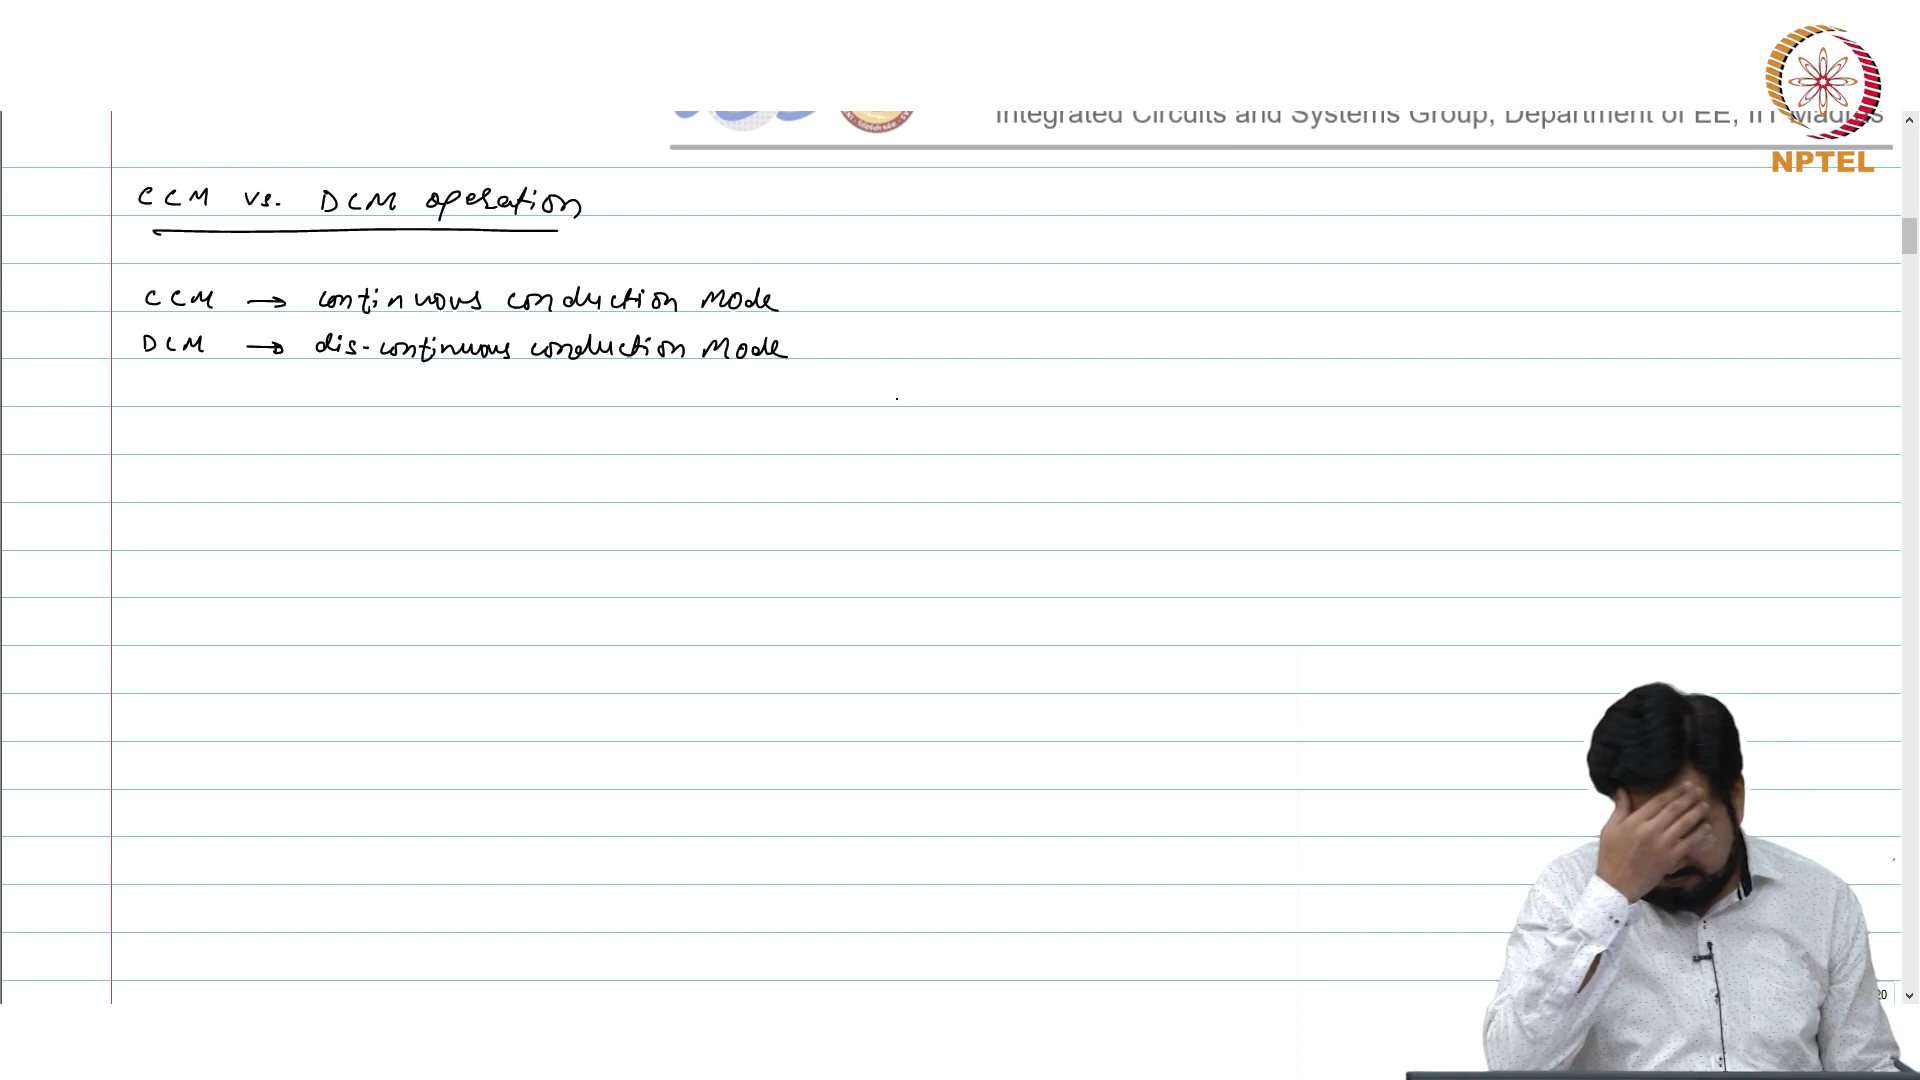 Integrated Circuits and Systems Group, Department of EE, IIT Madras
NPTEL
CCM vs. DCM operation
CCM → continuous conduction Mode
DCM → dis-continuous conduction Mode
20